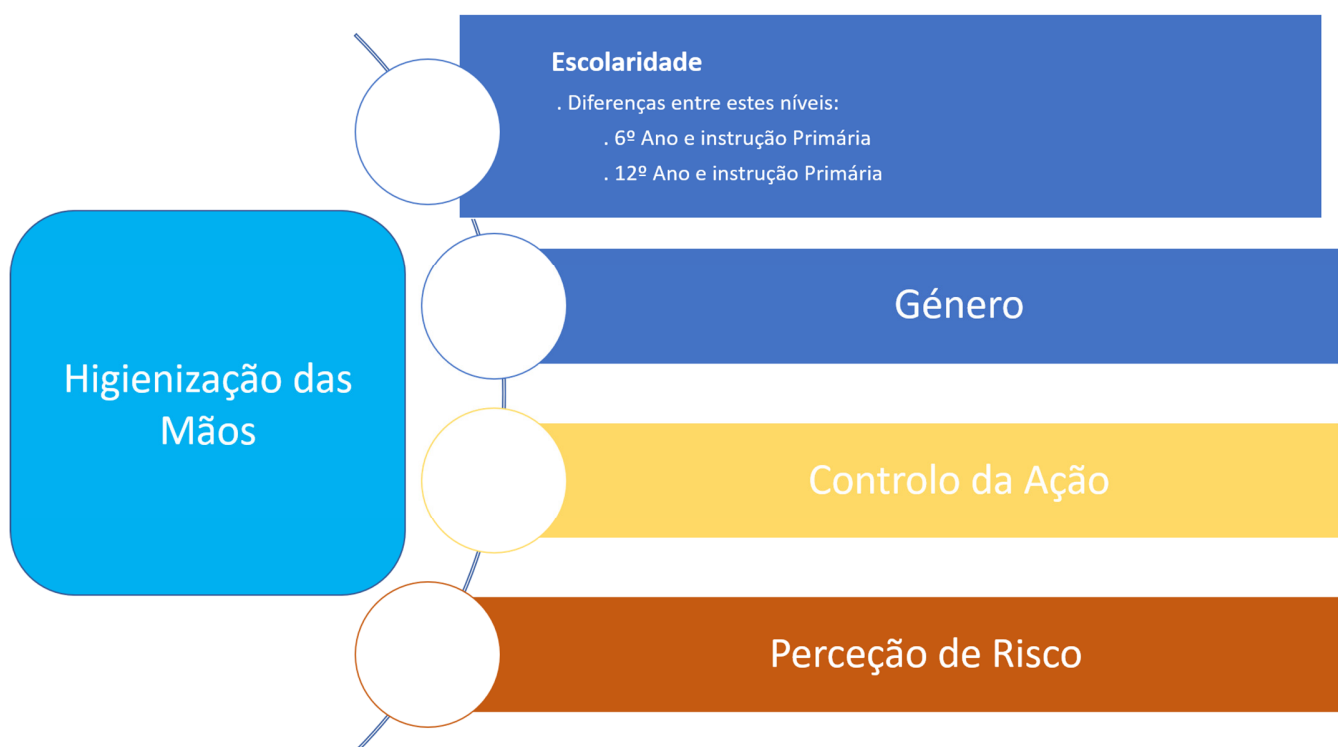 Escolaridade
. Diferenças entre estes níveis:
. 6º Ano e instrução Primária
. 12º Ano e instrução Primária
Higienização das
Mãos
Género
Controlo da Ação
Perceção de Risco